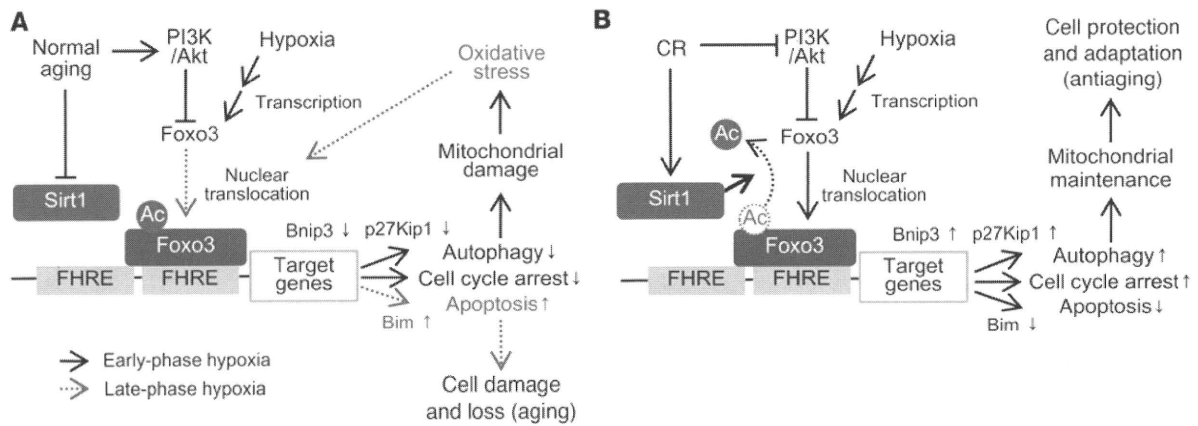 A
Normal
aging
PI3K
/Akt
Hypoxia
Transcription
Foxo3
Oxidative
stress
Nuclear
translocation
Mitochondrial
damage
Sirt1
Ac
Foxo3
FHRE
FHRE
Target
genes
Bnip3 ↓ p27Kip1 ↓
Bim ↑
Autophagy↓
Cell cycle arrest↓
Apoptosis↑
Cell damage
and loss (aging)
Early-phase hypoxia
Late-phase hypoxia
B
CR
PI3K
/Akt
Hypoxia
Transcription
Foxo3
Ac
Nuclear
translocation
Sirt1
Ac
Foxo3
FHRE
FHRE
Target
genes
Bnip3 ↑ p27Kip1 ↑
Bim ↓
Autophagy↑
Cell cycle arrest↑
Apoptosis↓
Mitochondrial
maintenance
Cell protection
and adaptation
(antiaging)